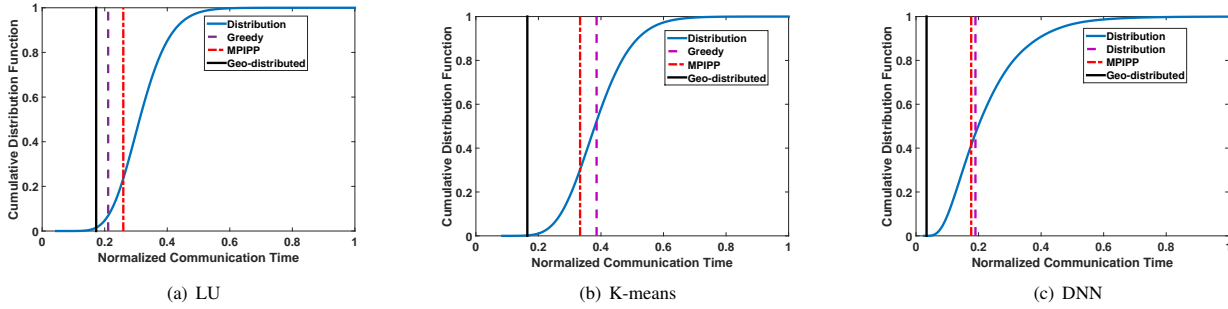 Cumulative Distribution Function
1
0.8
0.6
0.4
0.2
0
0 0.2 0.4 0.6 0.8 1
Normalized Communication Time
Distribution
Greedy
MPIPP
Geo-distributed
(a) LU
Cumulative Distribution Function
1
0.8
0.6
0.4
0.2
0
0 0.2 0.4 0.6 0.8 1
Normalized Communication Time
Distribution
Greedy
MPIPP
Geo-distributed
(b) K-means
Cumulative Distribution Function
1
0.8
0.6
0.4
0.2
0
0 0.2 0.4 0.6 0.8 1
Normalized Communication Time
Distribution
Distribution
MPIPP
Geo-distributed
(c) DNN